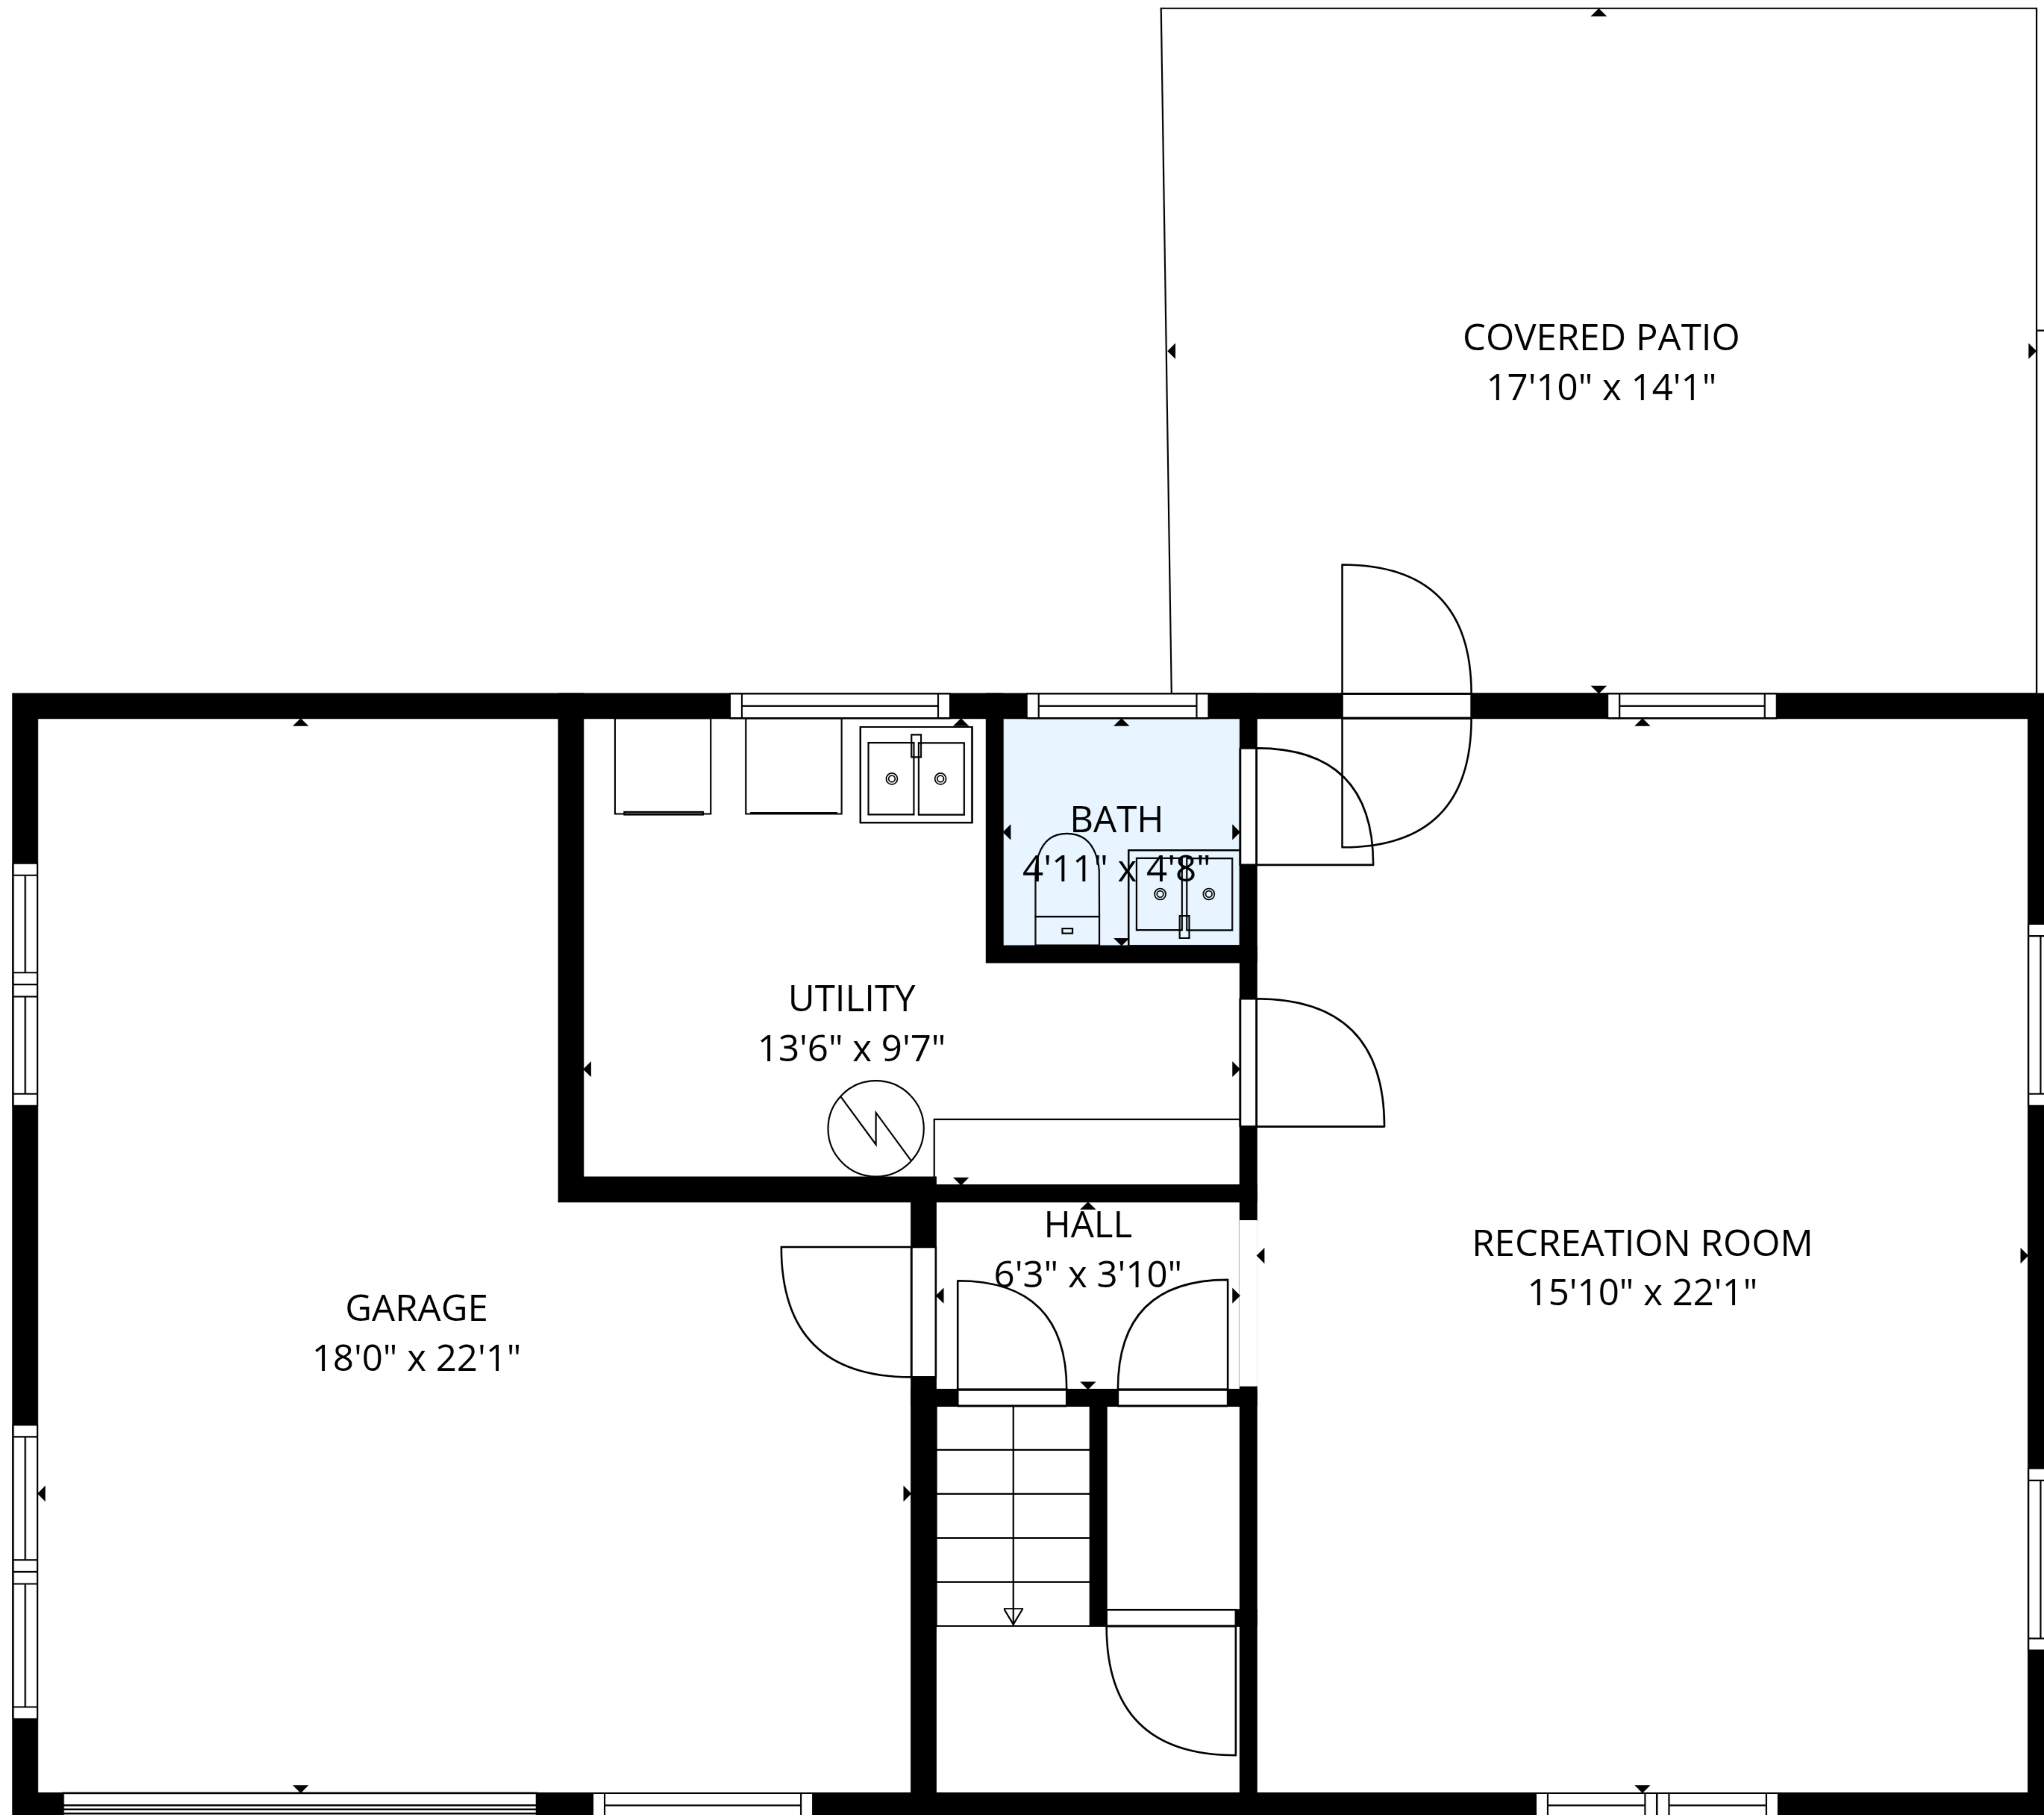 COVERED PATIO
17'10" x 14'1"
BATH
4'11" x 4'8"
UTILITY
13'6" x 9'7"
HALL
6'3" x 3'10"
RECREATION ROOM
15'10" x 22'1"
GARAGE
18'0" x 22'1"